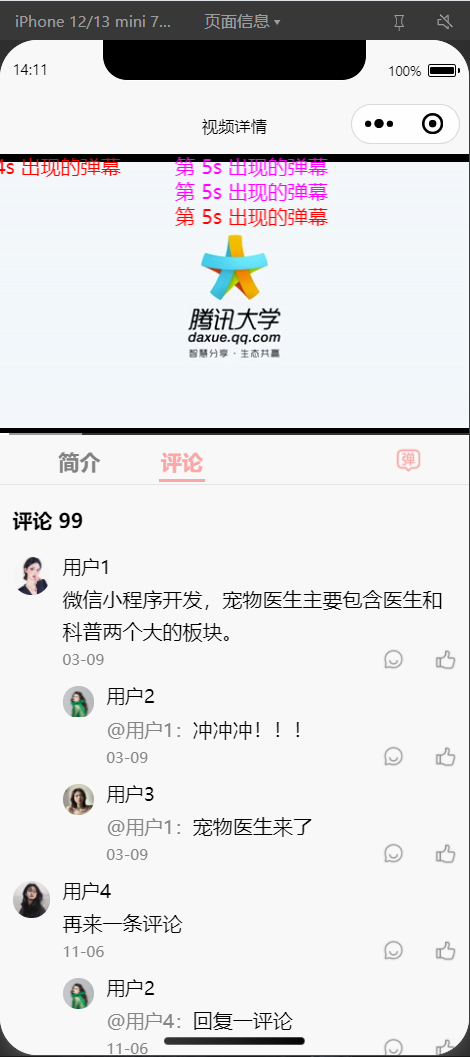 iPhone 12/13 mini 7... 页面信息
14:11 100%
视频详情
4s 出现的弹幕 第 5s 出现的弹幕
第 5s 出现的弹幕
第 5s 出现的弹幕
腾讯大学
daxue.qq.com
智慧分享·生态共赢
简介 评论 弹
评论 99
用户1
微信小程序开发，宠物医生主要包含医生和
科普两个大的板块。
03-09
用户2
@用户1：冲冲冲！！！
03-09
用户3
@用户1：宠物医生来了
03-09
用户4
再来一条评论
11-06
用户2
@用户4：回复一评论
11-06